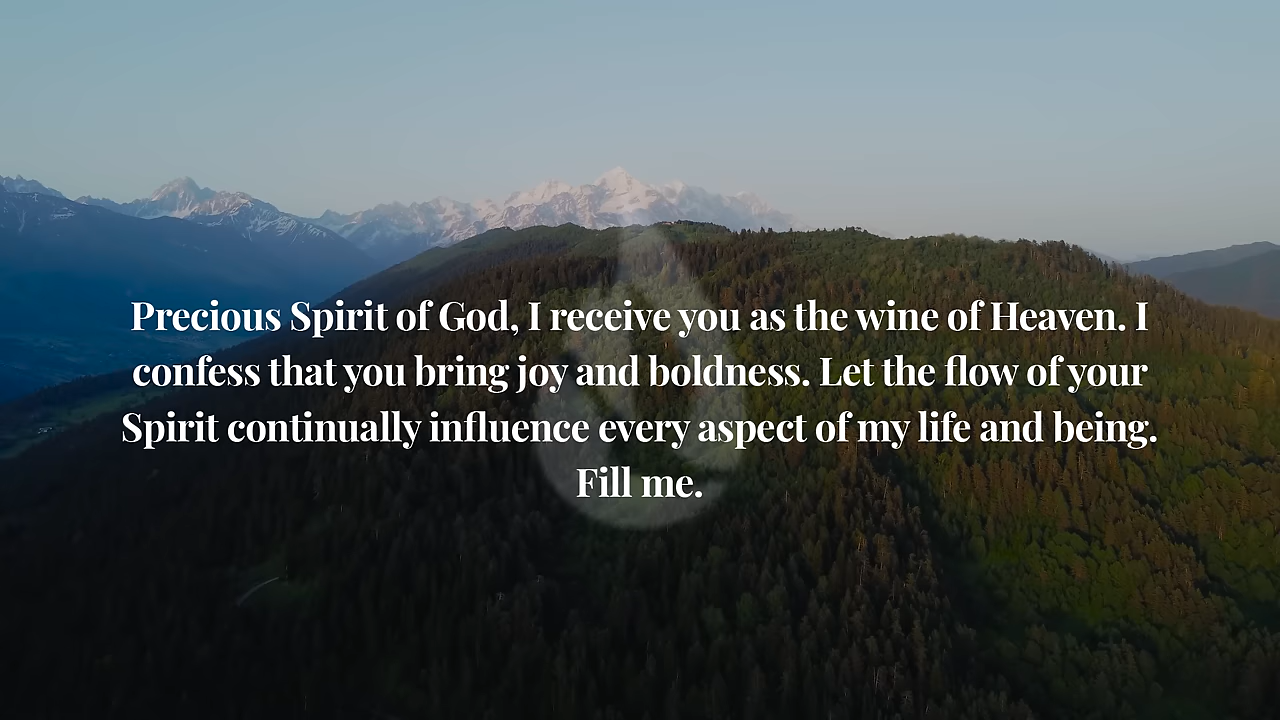 Precious Spirit of God, I receive you as the wine of Heaven. I
confess that you bring joy and boldness. Let the flow of your
Spirit continually influence every aspect of my life and being.
Fill me.